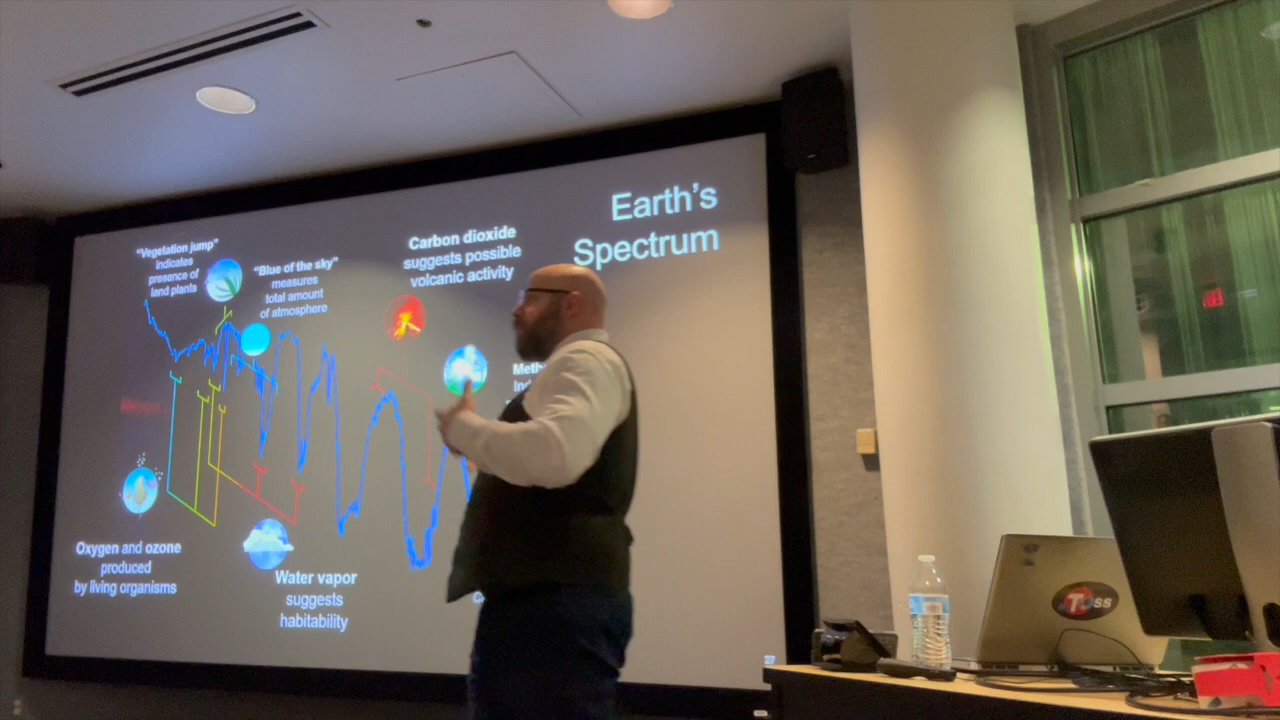 Earth's
Spectrum
"Vegetation jump"
indicates
presence of
land plants
"Blue of the sky"
measures
total amount
of atmosphere
Carbon dioxide
suggests possible
volcanic activity
Oxygen and ozone
produced
by living organisms
Water vapor
suggests
habitability
27